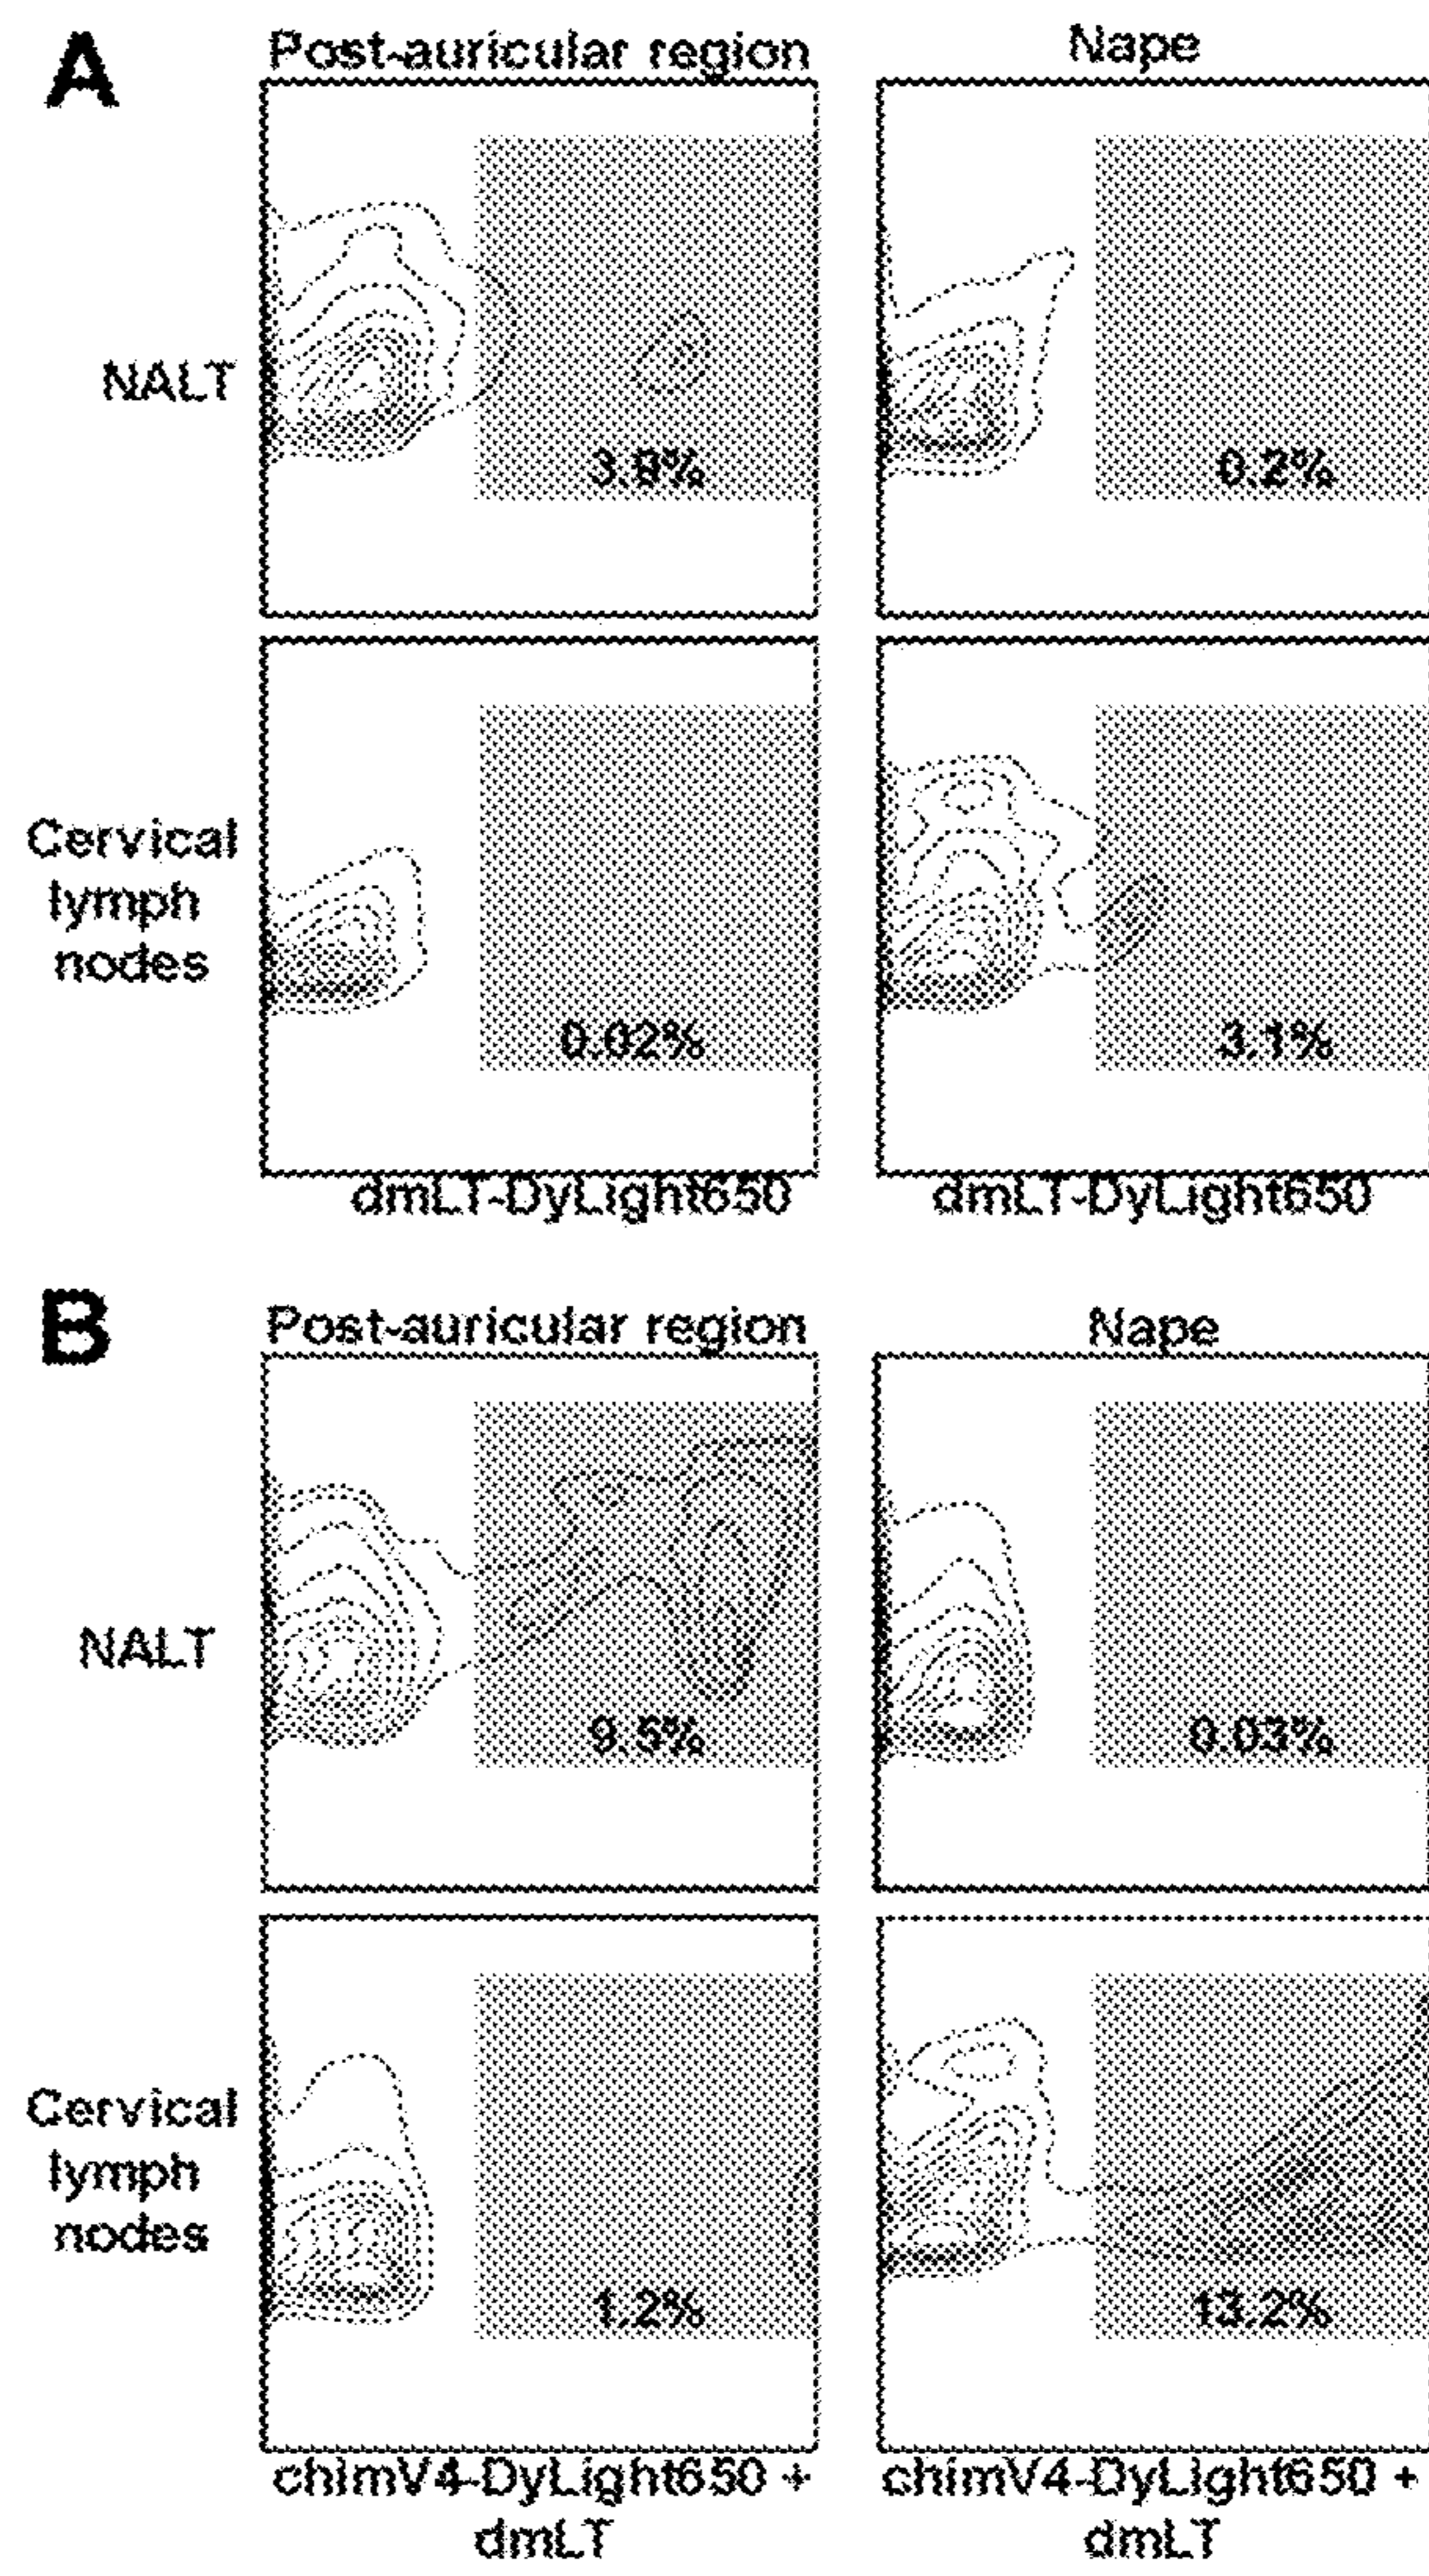 A
Post-auricular region
Nape
NALT
3.9%
0.2%
Cervical
lymph
nodes
0.02%
3.1%
dmLT-DyLight650
dmLT-DyLight650
B
Post-auricular region
Nape
NALT
9.5%
0.03%
Cervical
lymph
nodes
1.2%
13.2%
chimV4-DyLight650 +
dmLT
chimV4-DyLight650 +
dmLT